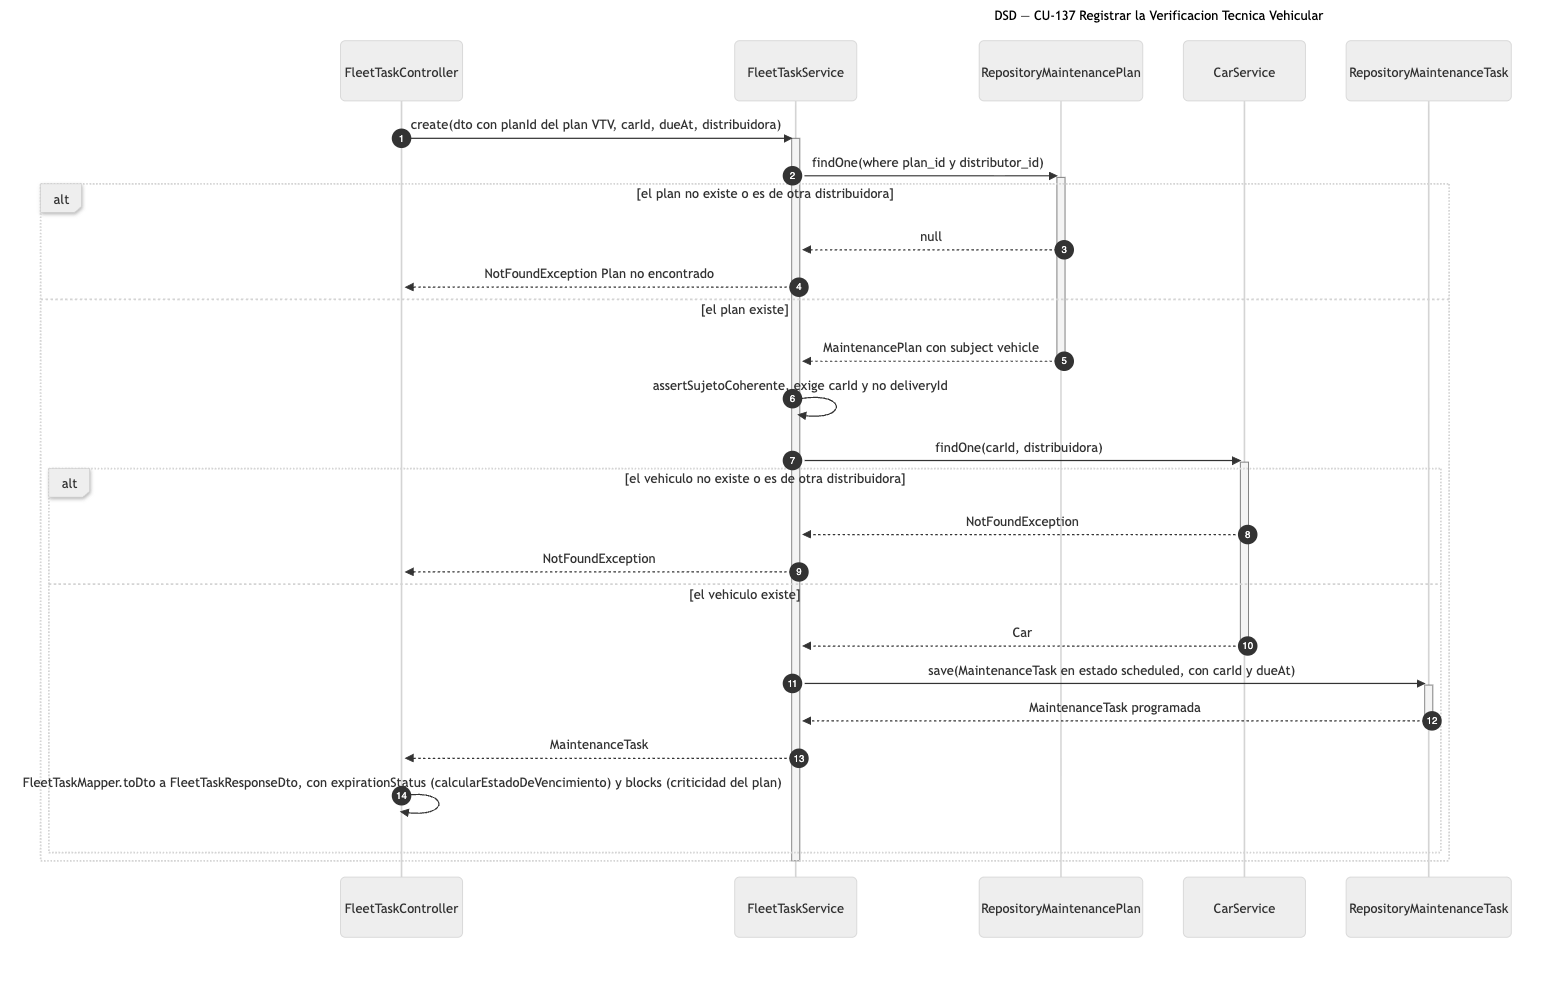 DSD — CU-137 Registrar la Verificacion Tecnica Vehicular
FleetTaskController
FleetTaskService
RepositoryMaintenancePlan
CarService
RepositoryMaintenanceTask
create(dto con planId del plan VTV, carId, dueAt, distribuidora)
1
findOne(where plan_id y distributor_id)
2
alt
[el plan no existe o es de otra distribuidora]
null
3
NotFoundException Plan no encontrado
4
[el plan existe]
MaintenancePlan con subject vehicle
5
assertSujetoCoherente, exige carId y no deliveryId
6
findOne(carId, distribuidora)
7
alt
[el vehiculo no existe o es de otra distribuidora]
NotFoundException
8
NotFoundException
9
[el vehiculo existe]
Car
10
save(MaintenanceTask en estado scheduled, con carId y dueAt)
11
MaintenanceTask programada
12
MaintenanceTask
13
FleetTaskMapper.toDto a FleetTaskResponseDto, con expirationStatus (calcularEstadoDeVencimiento) y blocks (criticidad del plan)
14
FleetTaskController
FleetTaskService
RepositoryMaintenancePlan
CarService
RepositoryMaintenanceTask